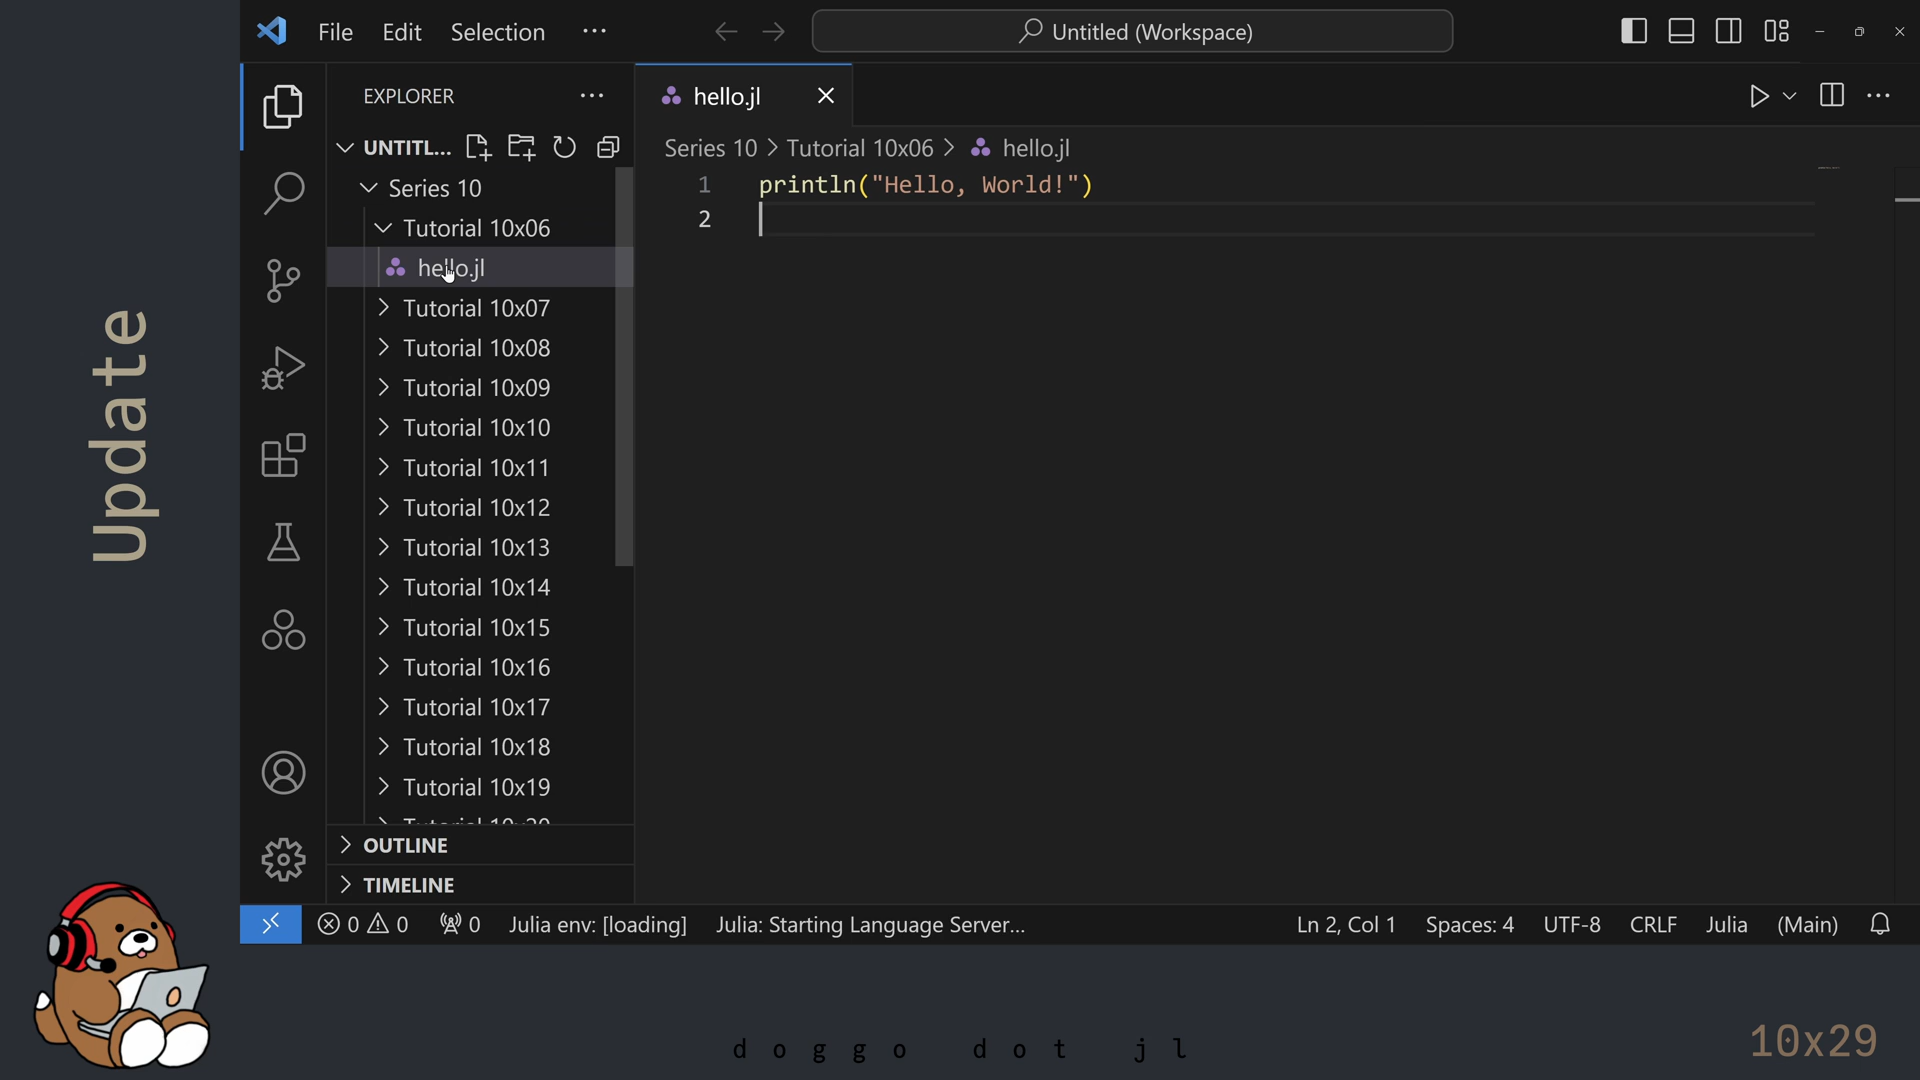 File Edit Selection ···
Untitled (Workspace)
EXPLORER ···
hello.jl
UNTITL...
Series 10 > Tutorial 10x06 > hello.jl
Series 10
Tutorial 10x06
hello.jl
Tutorial 10x07
Tutorial 10x08
Tutorial 10x09
Tutorial 10x10
Tutorial 10x11
Tutorial 10x12
Tutorial 10x13
Tutorial 10x14
Tutorial 10x15
Tutorial 10x16
Tutorial 10x17
Tutorial 10x18
Tutorial 10x19
Tutorial 10x20
OUTLINE
TIMELINE
1 println("Hello, World!")
2
0 0 0 Julia env: [loading] Julia: Starting Language Server... Ln 2, Col 1 Spaces: 4 UTF-8 CRLF Julia (Main)
Update
doggo dot jl
10x29